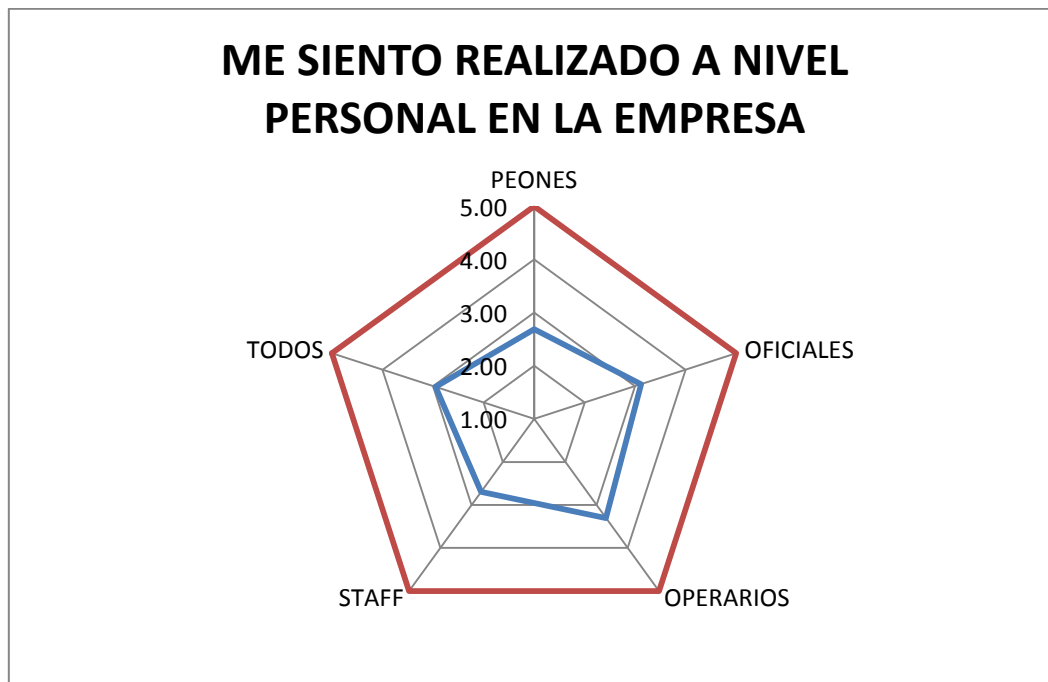 ME SIENTO REALIZADO A NIVEL
PERSONAL EN LA EMPRESA
PEONES
5.00
4.00
3.00
2.00
1.00
TODOS
OFICIALES
STAFF
OPERARIOS